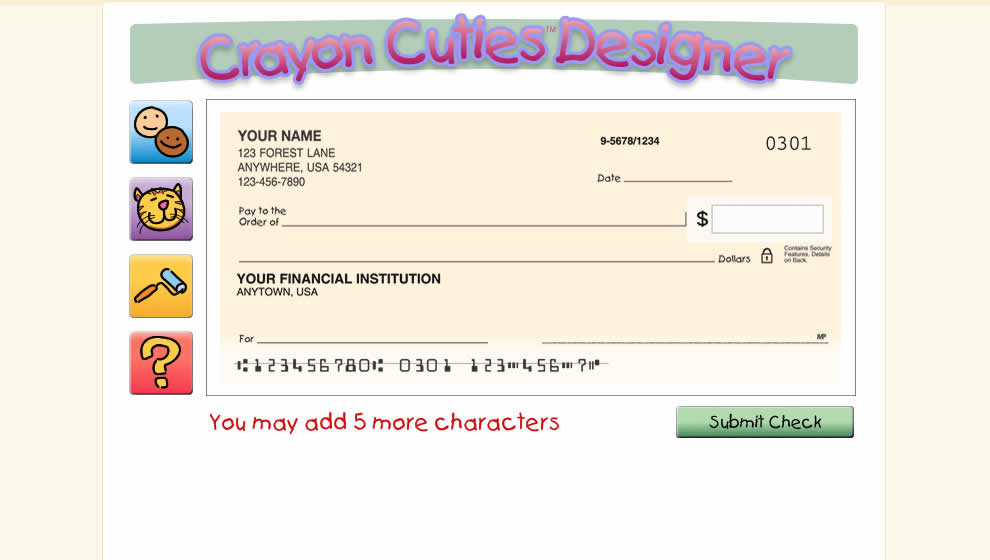 Crayon Cuties™ Designer
YOUR NAME
123 FOREST LANE
ANYWHERE, USA 54321
123-456-7890
9-5678/1234
0301
Date
Pay to the
Order of
$
Dollars
Contains Security
Features. Details
on Back.
YOUR FINANCIAL INSTITUTION
ANYTOWN, USA
For
MP
⑆123456780⑆ 0301 123⑈456⑈7⑈
You may add 5 more characters
Submit Check